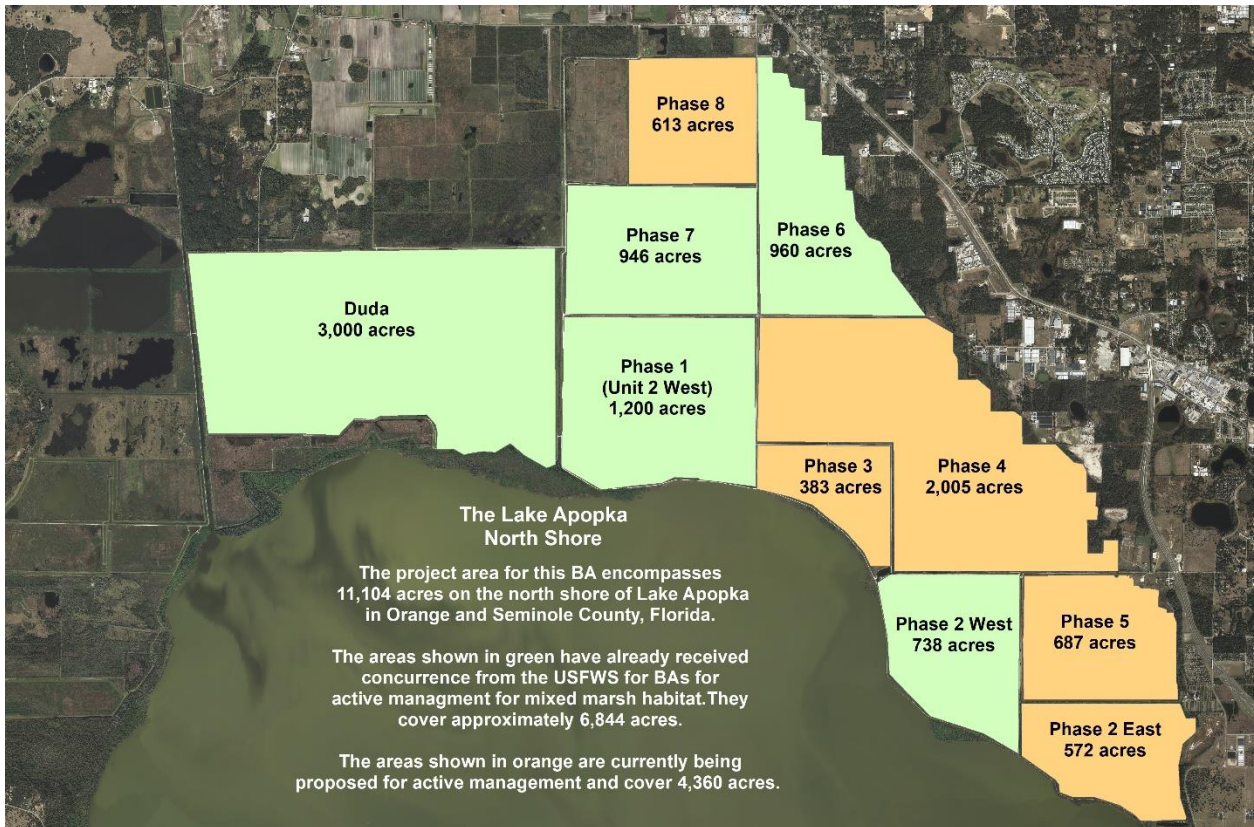 Phase 8
613 acres
Phase 7
946 acres
Phase 6
960 acres
Duda
3,000 acres
Phase 1
(Unit 2 West)
1,200 acres
Phase 3
383 acres
Phase 4
2,005 acres
Phase 2 West
738 acres
Phase 5
687 acres
Phase 2 East
572 acres
The Lake Apopka
North Shore
The project area for this BA encompasses
11,104 acres on the north shore of Lake Apopka
in Orange and Seminole County, Florida.
The areas shown in green have already received
concurrence from the USFWS for BAs for
active managment for mixed marsh habitat.They
cover approximately 6,844 acres.
The areas shown in orange are currently being
proposed for active management and cover 4,360 acres.